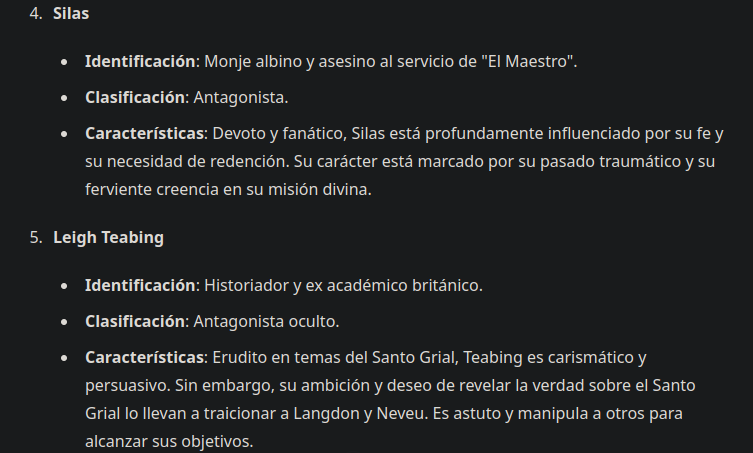 4. Silas
• Identificación: Monje albino y asesino al servicio de "El Maestro".
• Clasificación: Antagonista.
• Características: Devoto y fanático, Silas está profundamente influenciado por su fe y
su necesidad de redención. Su carácter está marcado por su pasado traumático y su
ferviente creencia en su misión divina.
5. Leigh Teabing
• Identificación: Historiador y ex académico británico.
• Clasificación: Antagonista oculto.
• Características: Erudito en temas del Santo Grial, Teabing es carismático y
persuasivo. Sin embargo, su ambición y deseo de revelar la verdad sobre el Santo
Grial lo llevan a traicionar a Langdon y Neveu. Es astuto y manipula a otros para
alcanzar sus objetivos.